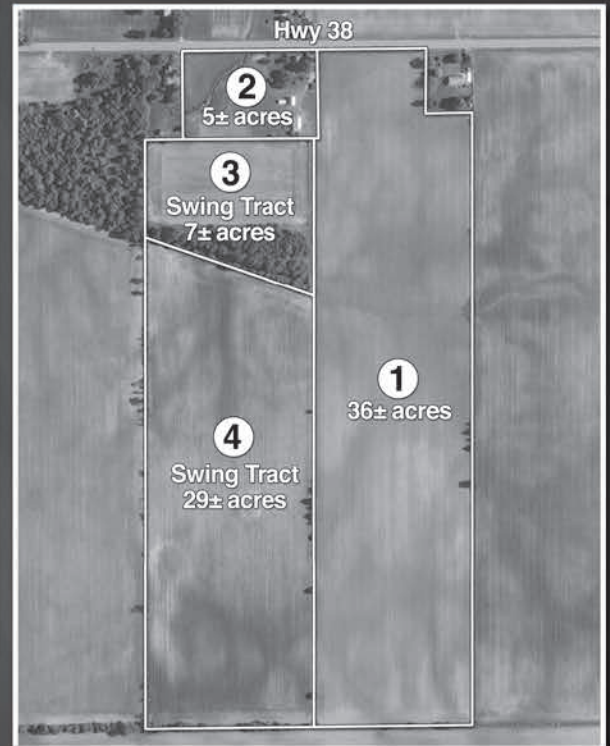 Hwy 38
2
5± acres
3
Swing Tract
7± acres
1
36± acres
4
Swing Tract
29± acres